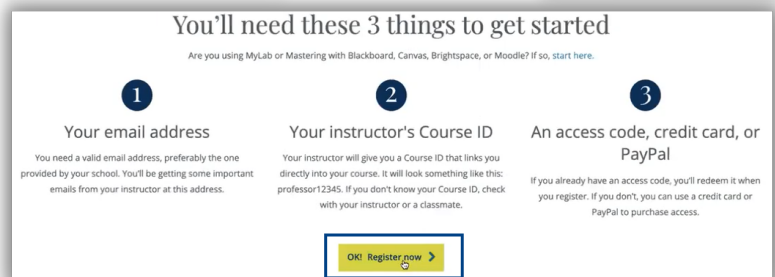 You'll need these 3 things to get started
Are you using MyLab or Mastering with Blackboard, Canvas, Brightspace, or Moodle? If so, start here.
1
Your email address
You need a valid email address, preferably the one
provided by your school. You'll be getting some important
emails from your instructor at this address.
2
Your instructor's Course ID
Your instructor will give you a Course ID that links you
directly into your course. It will look something like this:
professor12345. If you don't know your Course ID, check
with your instructor or a classmate.
3
An access code, credit card, or
PayPal
If you already have an access code, you'll redeem it when
you register. If you don't, you can use a credit card or
PayPal to purchase access.
OK! Register now